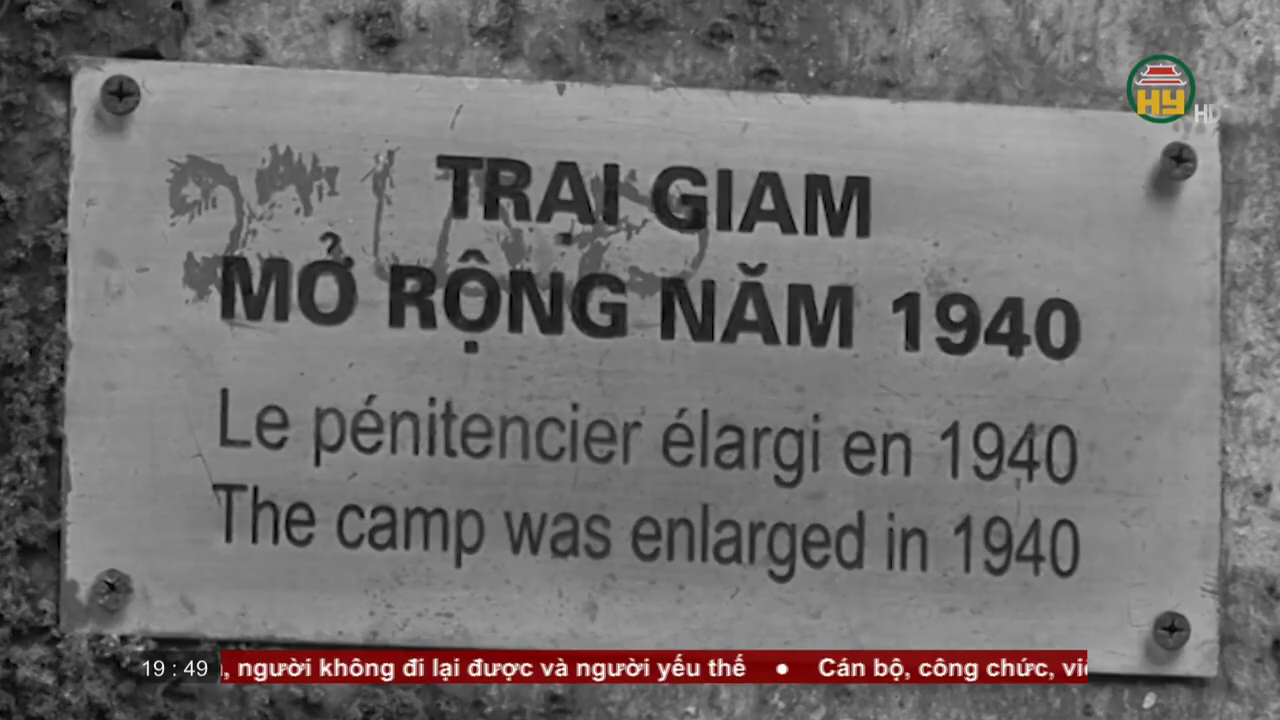 HY
HD
TRẠI GIAM
MỞ RỘNG NĂM 1940
Le pénitencier élargi en 1940
The camp was enlarged in 1940
19 : 49
, người không đi lại được và người yếu thế • Cán bộ, công chức,